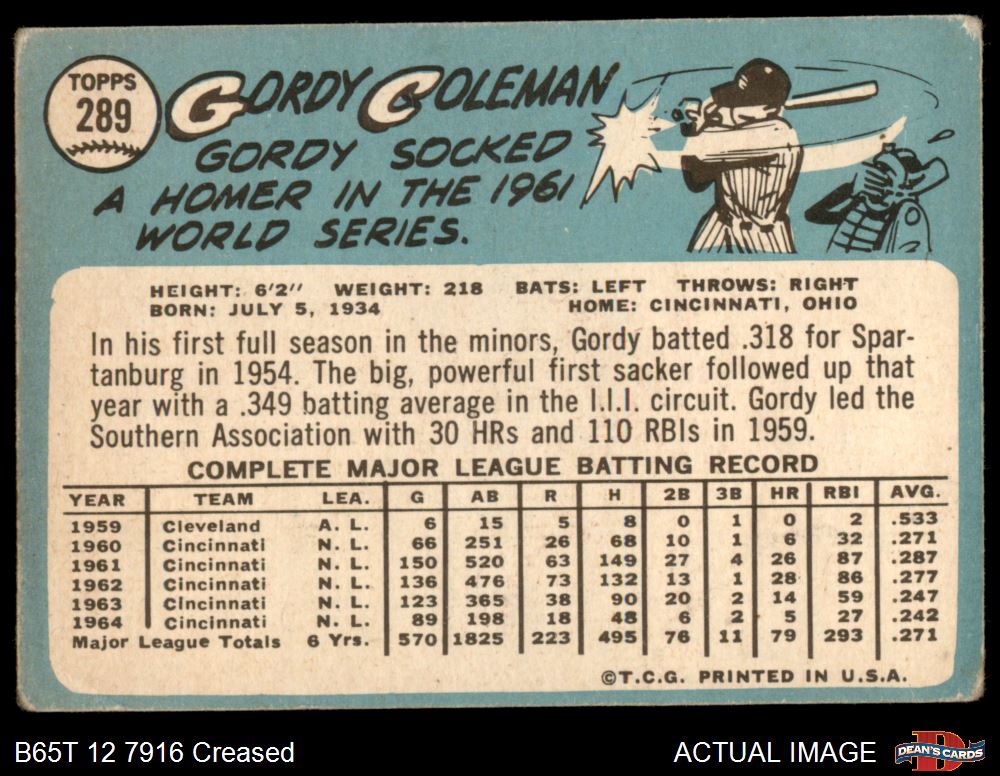 TOPPS
289
GORDY COLEMAN
GORDY SOCKED
A HOMER IN THE 1961
WORLD SERIES.
HEIGHT: 6'2" WEIGHT: 218 BATS: LEFT THROWS: RIGHT
BORN: JULY 5, 1934 HOME: CINCINNATI, OHIO
In his first full season in the minors, Gordy batted .318 for Spar-
tanburg in 1954. The big, powerful first sacker followed up that
year with a .349 batting average in the I.I.I. circuit. Gordy led the
Southern Association with 30 HRs and 110 RBIs in 1959.
COMPLETE MAJOR LEAGUE BATTING RECORD
YEAR TEAM LEA. G AB R H 2B 3B HR RBI AVG.
1959 Cleveland A. L. 6 15 5 8 0 1 0 2 .533
1960 Cincinnati N. L. 66 251 26 68 10 1 6 32 .271
1961 Cincinnati N. L. 150 520 63 149 27 4 26 87 .287
1962 Cincinnati N. L. 136 476 73 132 13 1 28 86 .277
1963 Cincinnati N. L. 123 365 38 90 20 2 14 59 .247
1964 Cincinnati N. L. 89 198 18 48 6 2 5 27 .242
Major League Totals 6 Yrs. 570 1825 223 495 76 11 79 293 .271
©T.C.G. PRINTED IN U.S.A.
B65T 12 7916 Creased
ACTUAL IMAGE
D
DEAN'S CARDS